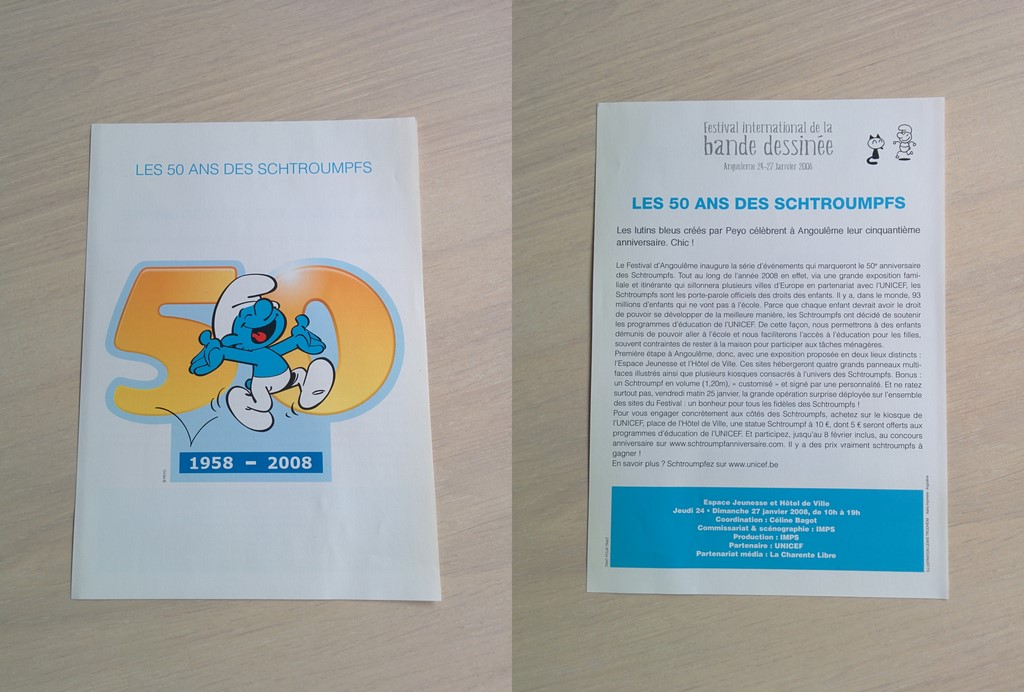 LES 50 ANS DES SCHTROUMPFS
50
1958 – 2008
© PEYO
Festival international de la
bande dessinée
Angoulême 24-27 Janvier 2008
LES 50 ANS DES SCHTROUMPFS
Les lutins bleus créés par Peyo célèbrent à Angoulême leur cinquantième
anniversaire. Chic !
Le Festival d'Angoulême inaugure la série d'événements qui marqueront le 50e anniversaire
des Schtroumpfs. Tout au long de l'année 2008 en effet, via une grande exposition fami-
liale et itinérante qui sillonnera plusieurs villes d'Europe en partenariat avec l'UNICEF, les
Schtroumpfs sont les porte-parole officiels des droits des enfants. Il y a, dans le monde, 93
millions d'enfants qui ne vont pas à l'école. Parce que chaque enfant devrait avoir le droit
de pouvoir se développer de la meilleure manière, les Schtroumpfs ont décidé de soutenir
les programmes d'éducation de l'UNICEF. De cette façon, nous permettrons à des enfants
démunis de pouvoir aller à l'école et nous faciliterons l'accès à l'éducation pour les filles,
souvent contraintes de rester à la maison pour participer aux tâches ménagères.
Première étape à Angoulême, donc, avec une exposition proposée en deux lieux distincts :
l'Espace Jeunesse et l'Hôtel de Ville. Ces sites hébergeront quatre grands panneaux multi-
faces illustrés ainsi que plusieurs kiosques consacrés à l'univers des Schtroumpfs. Bonus :
un Schtroumpf en volume (1,20m), « customisé » et signé par une personnalité. Et ne ratez
surtout pas, vendredi matin 25 janvier, la grande opération surprise déployée sur l'ensemble
des sites du Festival : un bonheur pour tous les fidèles des Schtroumpfs !
Pour vous engager concrètement aux côtés des Schtroumpfs, achetez sur le kiosque de
l'UNICEF, place de l'Hôtel de Ville, une statue Schtroumpf à 10 €, dont 5 € seront offerts aux
programmes d'éducation de l'UNICEF. Et participez, jusqu'au 8 février inclus, au concours
anniversaire sur www.schtroumpfanniversaire.com. Il y a des prix vraiment schtroumpfs à
gagner !
En savoir plus ? Schtroumpfez sur www.unicef.be
Espace Jeunesse et Hôtel de Ville
Jeudi 24 • Dimanche 27 janvier 2008, de 10h à 19h
Coordination : Céline Bagot
Commissariat & scénographie : IMPS
Production : IMPS
Partenaire : UNICEF
Partenariat média : La Charente Libre